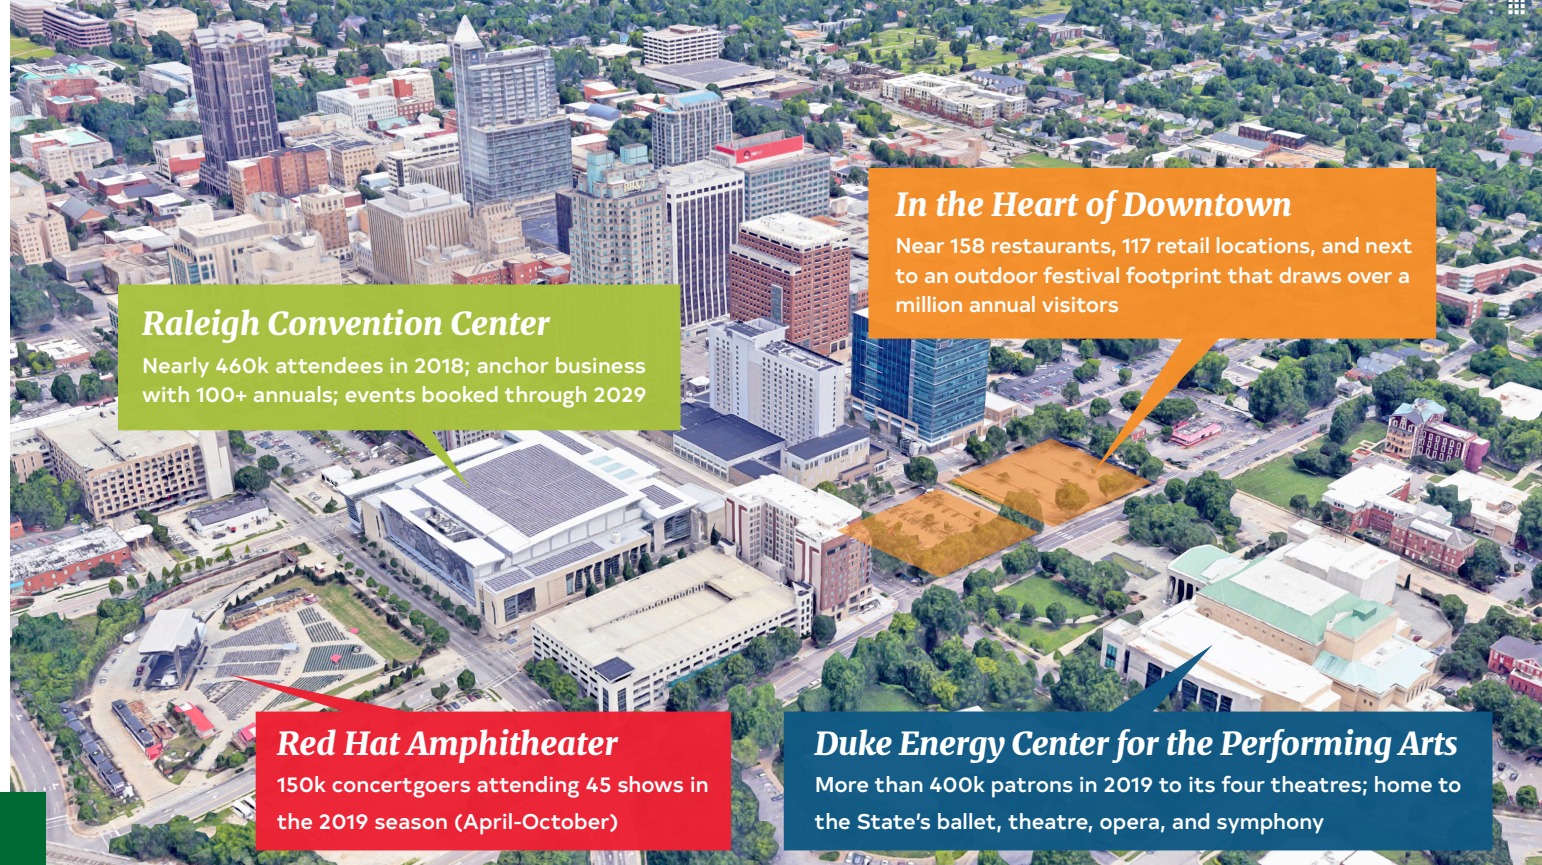 In the Heart of Downtown
Near 158 restaurants, 117 retail locations, and next
to an outdoor festival footprint that draws over a
million annual visitors
Raleigh Convention Center
Nearly 460k attendees in 2018; anchor business
with 100+ annuals; events booked through 2029
Red Hat Amphitheater
150k concertgoers attending 45 shows in
the 2019 season (April-October)
Duke Energy Center for the Performing Arts
More than 400k patrons in 2019 to its four theatres; home to
the State’s ballet, theatre, opera, and symphony